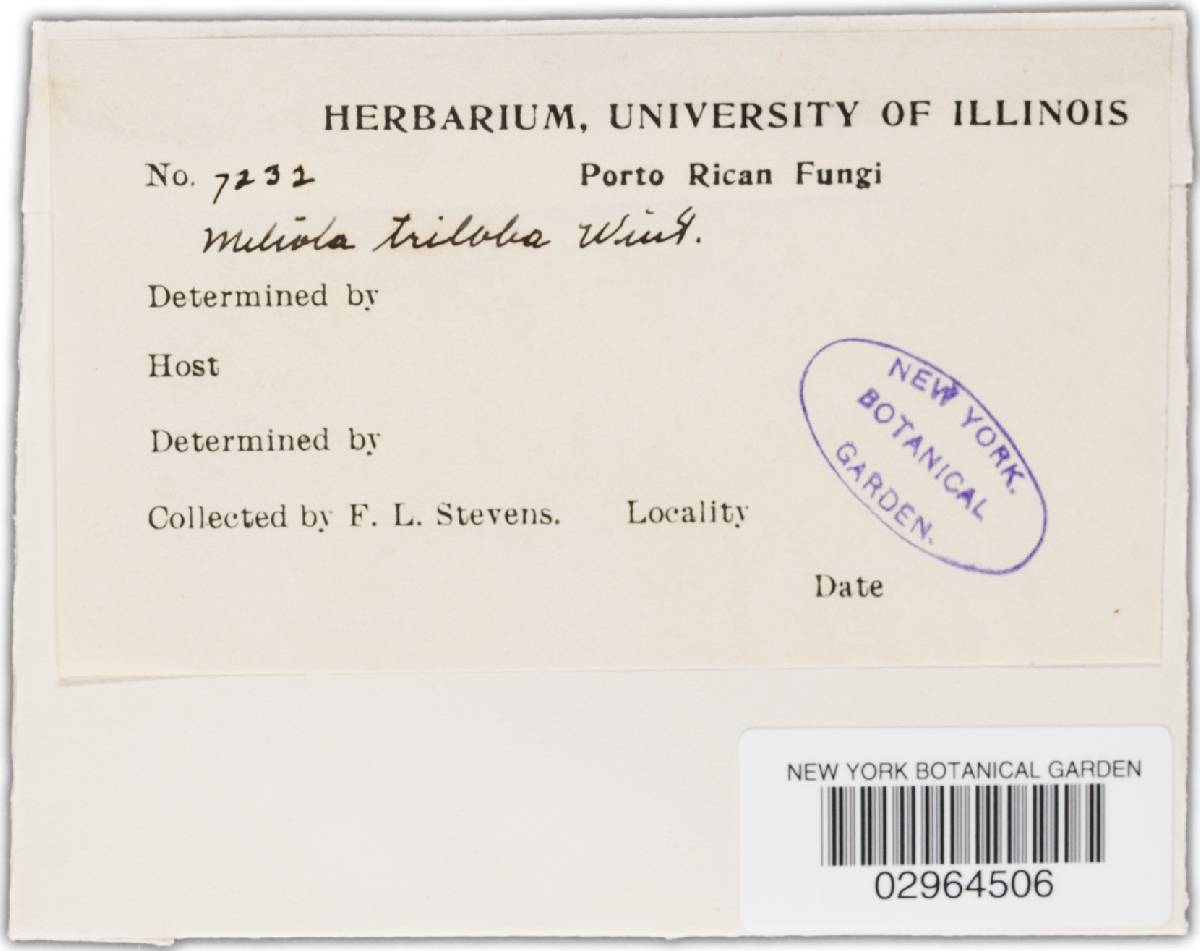 HERBARIUM, UNIVERSITY OF ILLINOIS
No. 7232 Porto Rican Fungi
Meliola triloba Wint.
Determined by
Host
Determined by
Collected by F. L. Stevens. Locality
Date
NEW YORK.
BOTANICAL
GARDEN.
NEW YORK BOTANICAL GARDEN
02964506